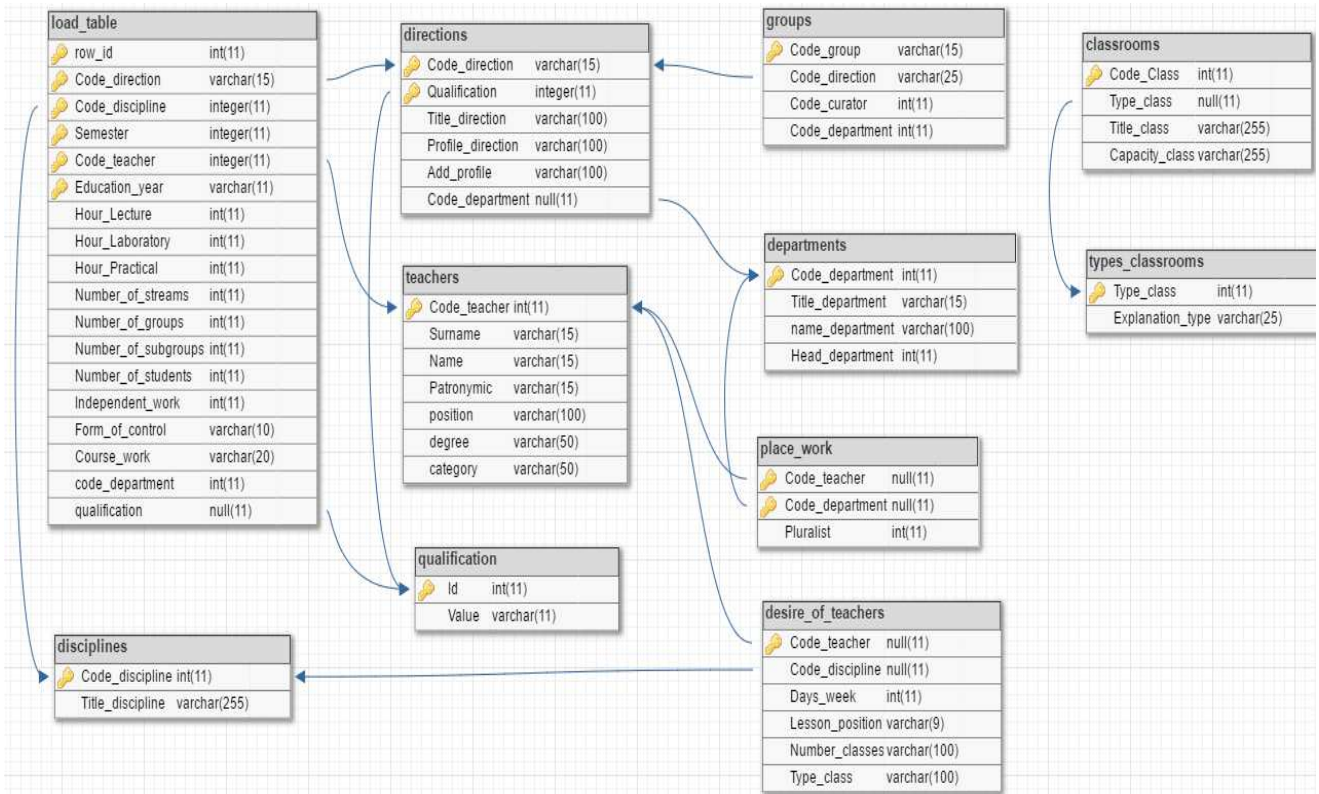 load_table
row_id int(11)
Code_direction varchar(15)
Code_discipline integer(11)
Semester integer(11)
Code_teacher integer(11)
Education_year varchar(11)
Hour_Lecture int(11)
Hour_Laboratory int(11)
Hour_Practical int(11)
Number_of_streams int(11)
Number_of_groups int(11)
Number_of_subgroups int(11)
Number_of_students int(11)
Independent_work int(11)
Form_of_control varchar(10)
Course_work varchar(20)
code_department int(11)
qualification null(11)
disciplines
Code_discipline int(11)
Title_discipline varchar(255)
directions
Code_direction varchar(15)
Qualification integer(11)
Title_direction varchar(100)
Profile_direction varchar(100)
Add_profile varchar(100)
Code_department null(11)
teachers
Code_teacher int(11)
Surname varchar(15)
Name varchar(15)
Patronymic varchar(15)
position varchar(100)
degree varchar(50)
category varchar(50)
qualification
Id int(11)
Value varchar(11)
groups
Code_group varchar(15)
Code_direction varchar(25)
Code_curator int(11)
Code_department int(11)
departments
Code_department int(11)
Title_department varchar(15)
name_department varchar(100)
Head_department int(11)
place_work
Code_teacher null(11)
Code_department null(11)
Pluralist int(11)
desire_of_teachers
Code_teacher null(11)
Code_discipline null(11)
Days_week int(11)
Lesson_position varchar(9)
Number_classes varchar(100)
Type_class varchar(100)
classrooms
Code_Class int(11)
Type_class null(11)
Title_class varchar(255)
Capacity_class varchar(255)
types_classrooms
Type_class int(11)
Explanation_type varchar(25)